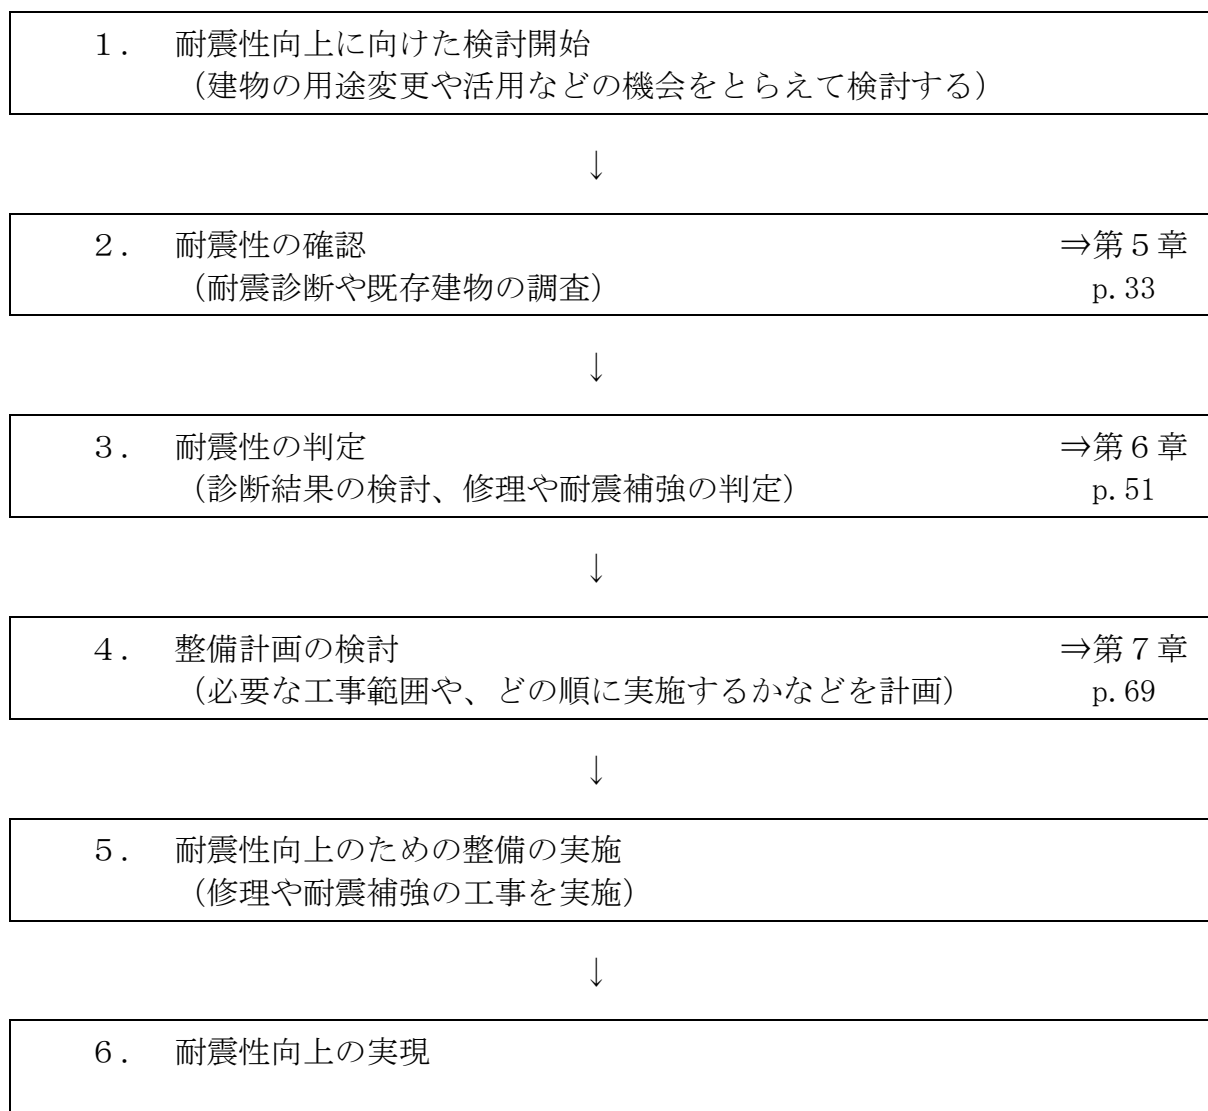 １． 耐震性向上に向けた検討開始
（建物の用途変更や活用などの機会をとらえて検討する）
↓
２． 耐震性の確認 ⇒第５章
（耐震診断や既存建物の調査） p.33
↓
３． 耐震性の判定 ⇒第６章
（診断結果の検討、修理や耐震補強の判定） p.51
↓
４． 整備計画の検討 ⇒第７章
（必要な工事範囲や、どの順に実施するかなどを計画） p.69
↓
５． 耐震性向上のための整備の実施
（修理や耐震補強の工事を実施）
↓
６． 耐震性向上の実現